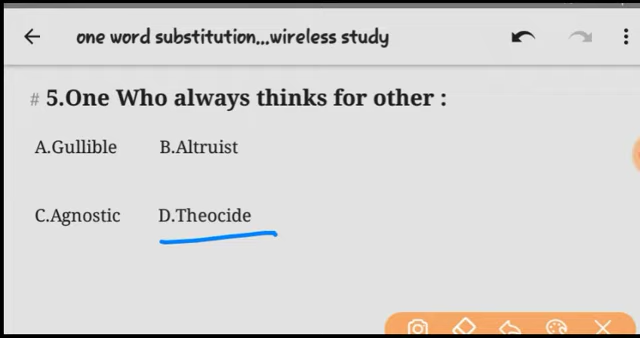 one word substitution...wireless study
# 5.One Who always thinks for other :
A.Gullible B.Altruist
C.Agnostic D.Theocide